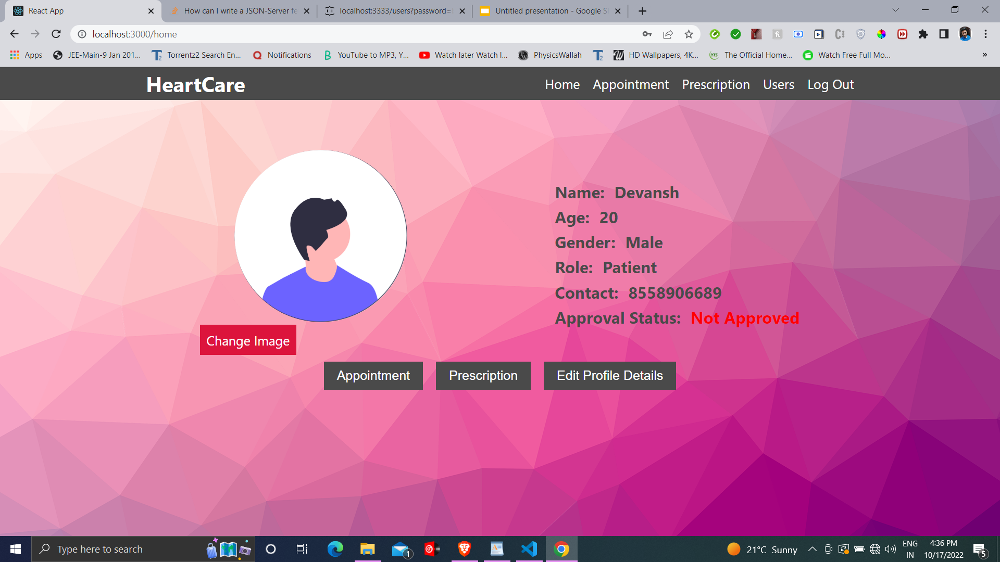 React App
How can I write a JSON-Server fe
localhost:3333/users?password=
Untitled presentation - Google Sl
localhost:3000/home
Apps
JEE-Main-9 Jan 201...
Torrentz2 Search En...
Notifications
YouTube to MP3, Y...
Watch later Watch l...
PhysicsWallah
HD Wallpapers, 4K...
The Official Home...
Watch Free Full Mo...
»
HeartCare
Home Appointment Prescription Users Log Out
Name: Devansh
Age: 20
Gender: Male
Role: Patient
Contact: 8558906689
Approval Status: Not Approved
Change Image
Appointment
Prescription
Edit Profile Details
Type here to search
1
21°C Sunny
ENG
IN
4:36 PM
10/17/2022
5